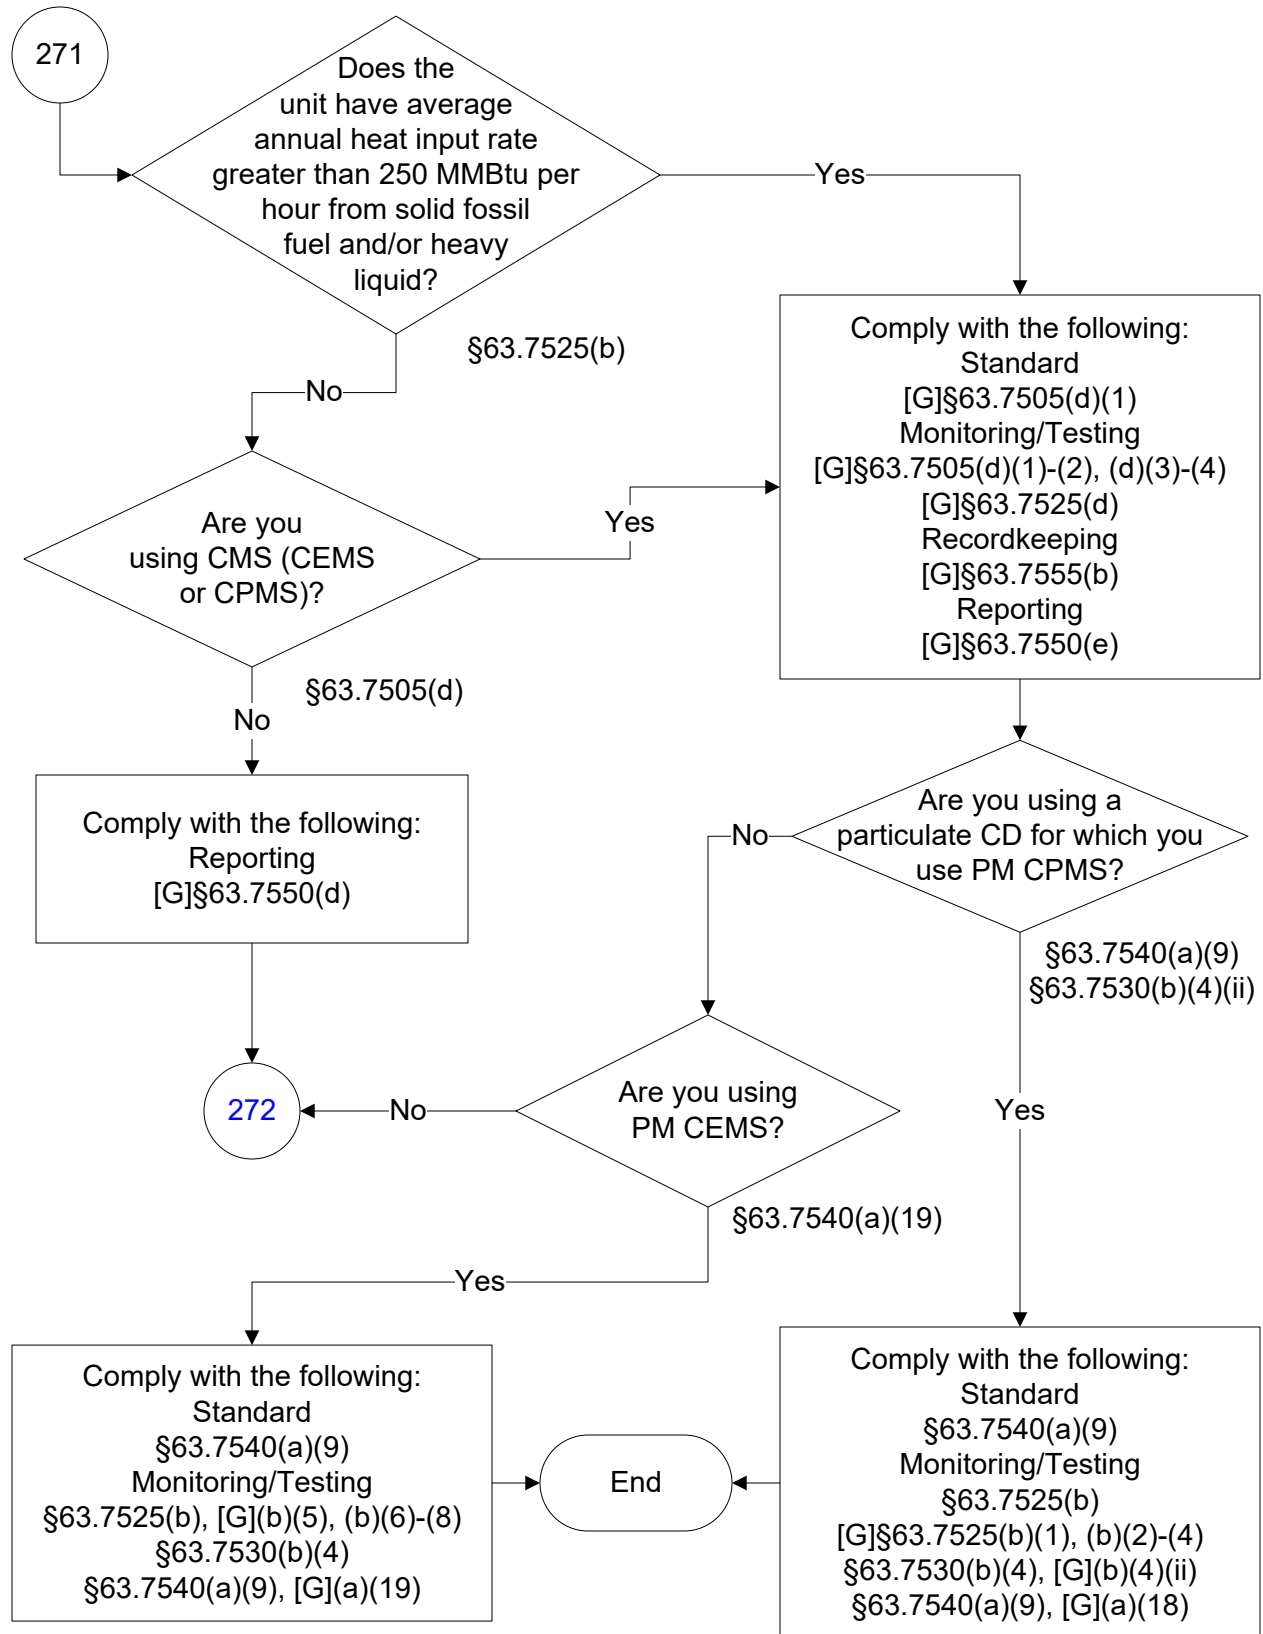 271
Does the
unit have average
annual heat input rate
greater than 250 MMBtu per
hour from solid fossil
fuel and/or heavy
liquid?
Yes
§63.7525(b)
No
Comply with the following:
Standard
[G]§63.7505(d)(1)
Monitoring/Testing
[G]§63.7505(d)(1)-(2), (d)(3)-(4)
[G]§63.7525(d)
Recordkeeping
[G]§63.7555(b)
Reporting
[G]§63.7550(e)
Are you
using CMS (CEMS
or CPMS)?
Yes
§63.7505(d)
No
Comply with the following:
Reporting
[G]§63.7550(d)
Are you using a
particulate CD for which you
use PM CPMS?
No
§63.7540(a)(9)
§63.7530(b)(4)(ii)
Yes
Are you using
PM CEMS?
No
272
§63.7540(a)(19)
Yes
Comply with the following:
Standard
§63.7540(a)(9)
Monitoring/Testing
§63.7525(b), [G](b)(5), (b)(6)-(8)
§63.7530(b)(4)
§63.7540(a)(9), [G](a)(19)
End
Comply with the following:
Standard
§63.7540(a)(9)
Monitoring/Testing
§63.7525(b)
[G]§63.7525(b)(1), (b)(2)-(4)
§63.7530(b)(4), [G](b)(4)(ii)
§63.7540(a)(9), [G](a)(18)